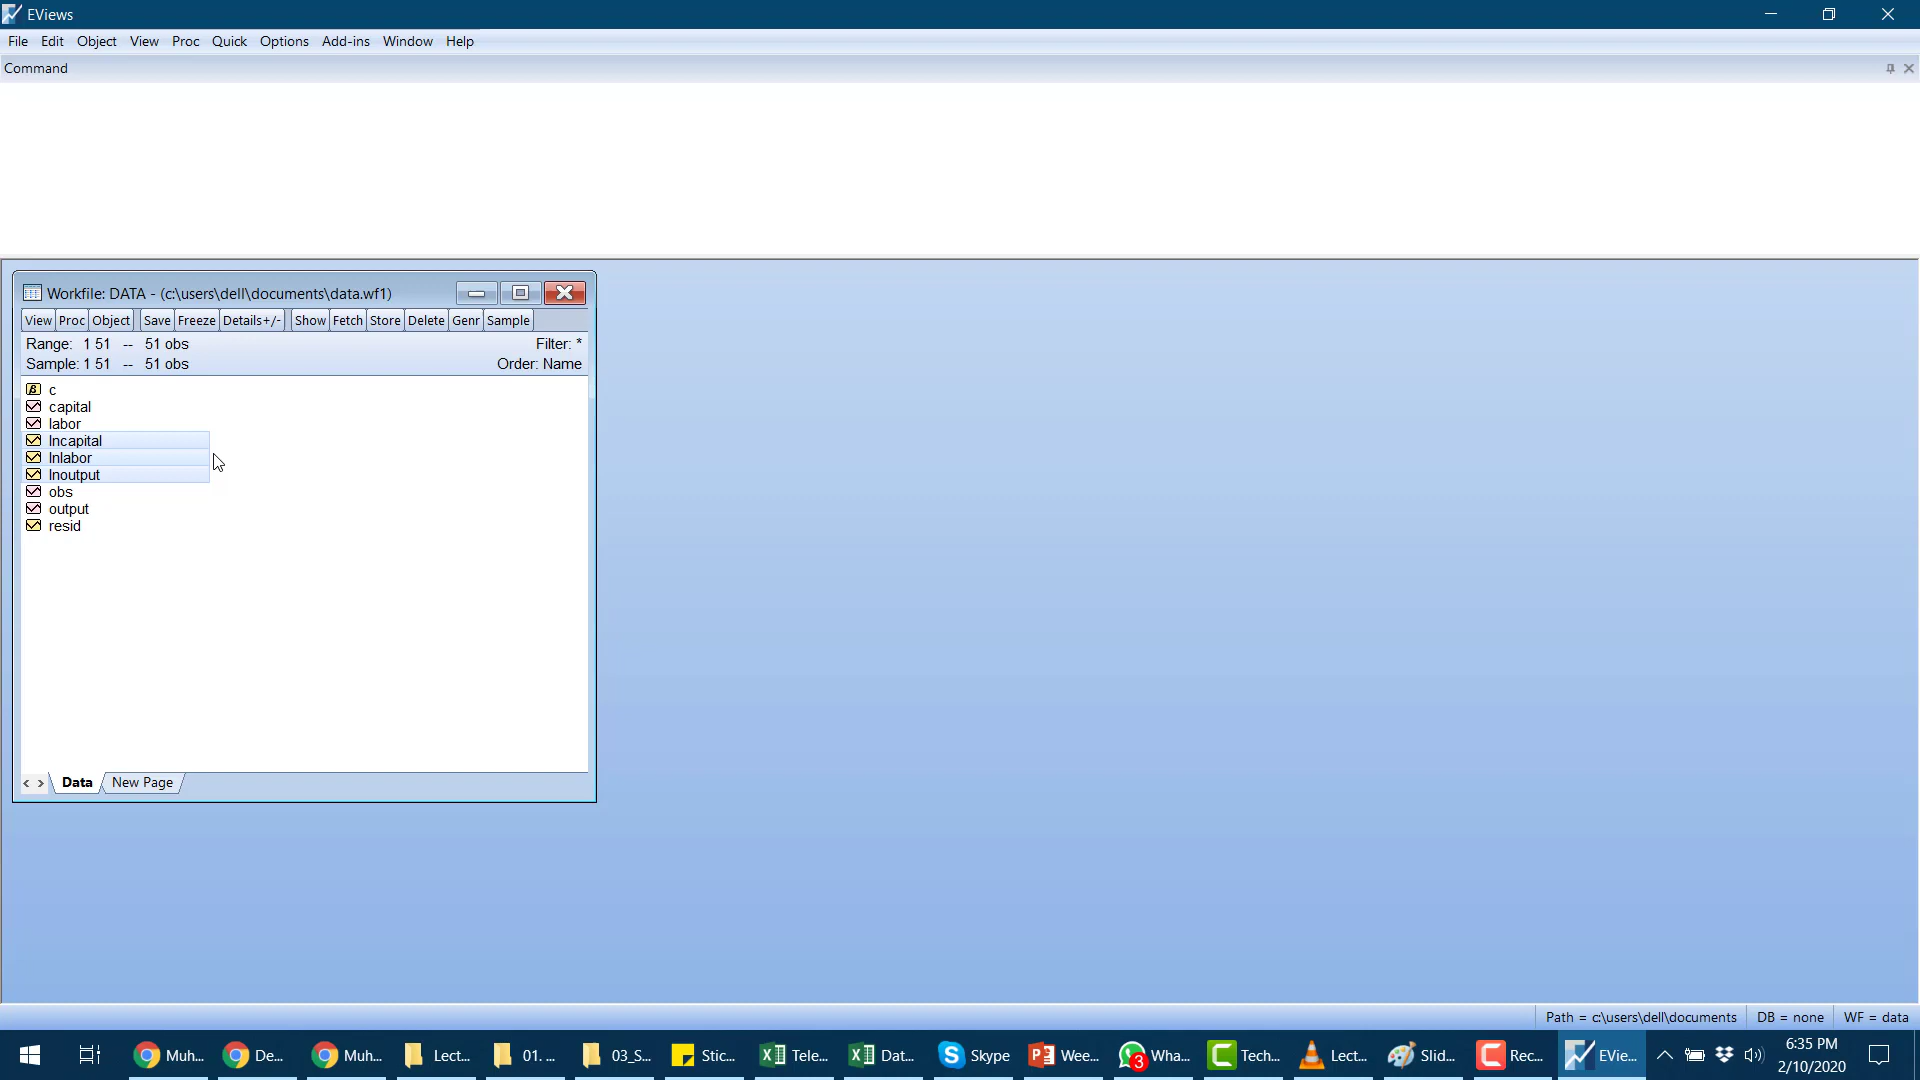 EViews
File Edit Object View Proc Quick Options Add-ins Window Help
Command
Workfile: DATA - (c:\users\dell\documents\data.wf1)
View Proc Object Save Freeze Details+/- Show Fetch Store Delete Genr Sample
Range: 1 51 -- 51 obs Filter: *
Sample: 1 51 -- 51 obs Order: Name
β c
capital
labor
lncapital
lnlabor
lnoutput
obs
output
resid
< > Data New Page
Path = c:\users\dell\documents DB = none WF = data
Muh... De... Muh... Lect... 01. ... 03_S... Stic... Tele... Dat... Skype Wee... 3 Wha... Tech... Lect... Slid... Rec... EVie... 6:35 PM
2/10/2020